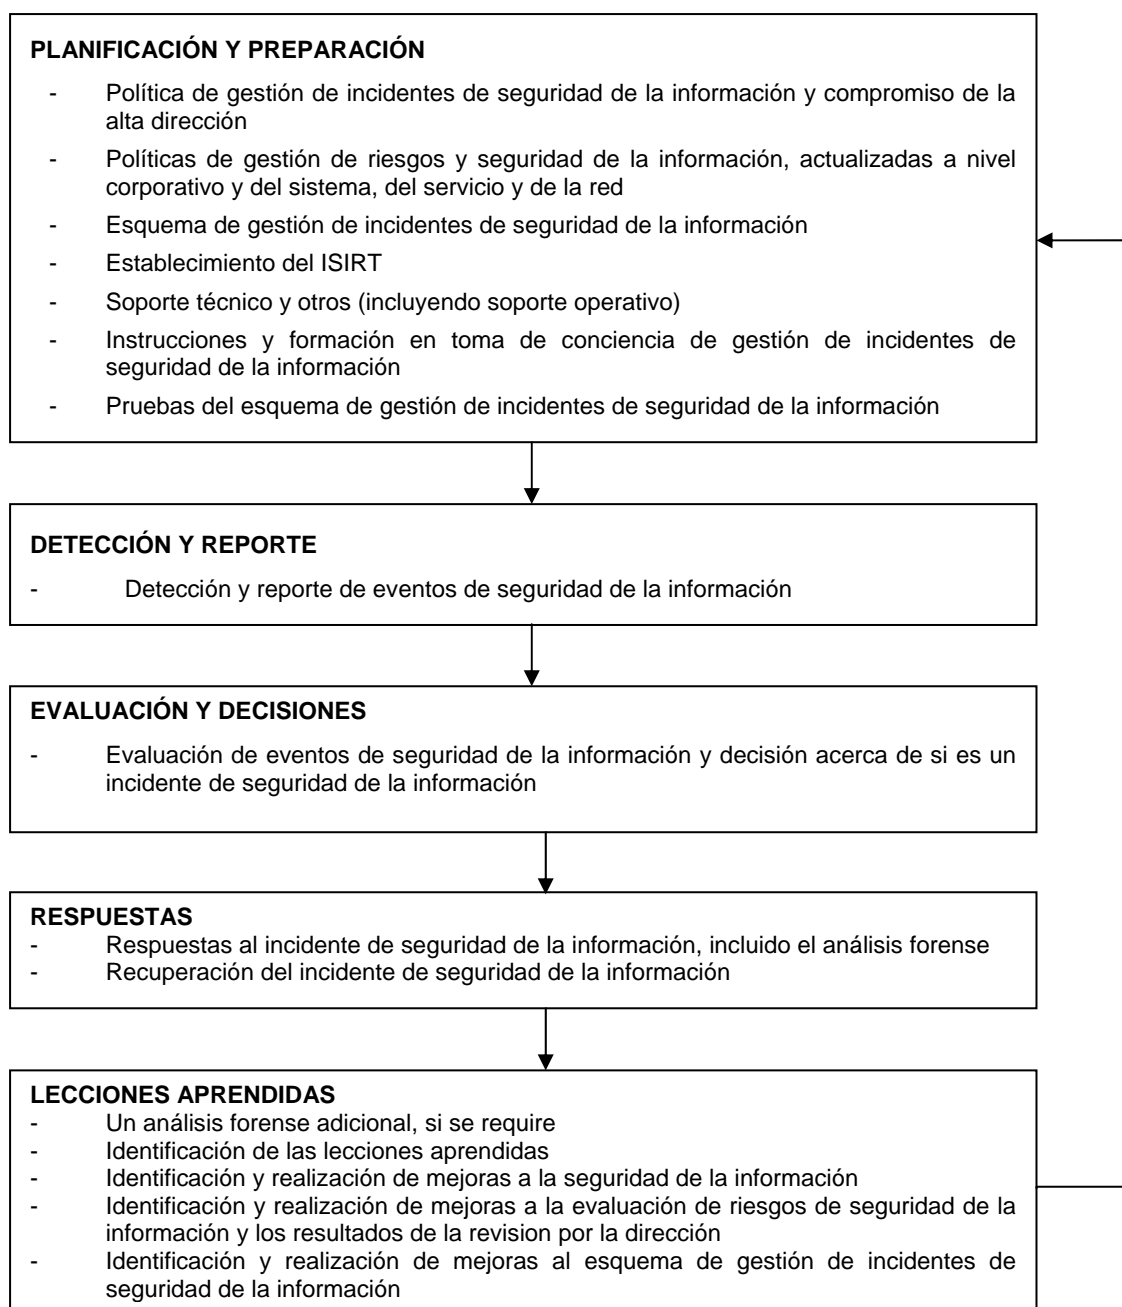 PLANIFICACIÓN Y PREPARACIÓN
- Política de gestión de incidentes de seguridad de la información y compromiso de la
alta dirección
- Políticas de gestión de riesgos y seguridad de la información, actualizadas a nivel
corporativo y del sistema, del servicio y de la red
- Esquema de gestión de incidentes de seguridad de la información
- Establecimiento del ISIRT
- Soporte técnico y otros (incluyendo soporte operativo)
- Instrucciones y formación en toma de conciencia de gestión de incidentes de
seguridad de la información
- Pruebas del esquema de gestión de incidentes de seguridad de la información
DETECCIÓN Y REPORTE
- Detección y reporte de eventos de seguridad de la información
EVALUACIÓN Y DECISIONES
- Evaluación de eventos de seguridad de la información y decisión acerca de si es un
incidente de seguridad de la información
RESPUESTAS
- Respuestas al incidente de seguridad de la información, incluido el análisis forense
- Recuperación del incidente de seguridad de la información
LECCIONES APRENDIDAS
- Un análisis forense adicional, si se require
- Identificación de las lecciones aprendidas
- Identificación y realización de mejoras a la seguridad de la información
- Identificación y realización de mejoras a la evaluación de riesgos de seguridad de la
información y los resultados de la revision por la dirección
- Identificación y realización de mejoras al esquema de gestión de incidentes de
seguridad de la información